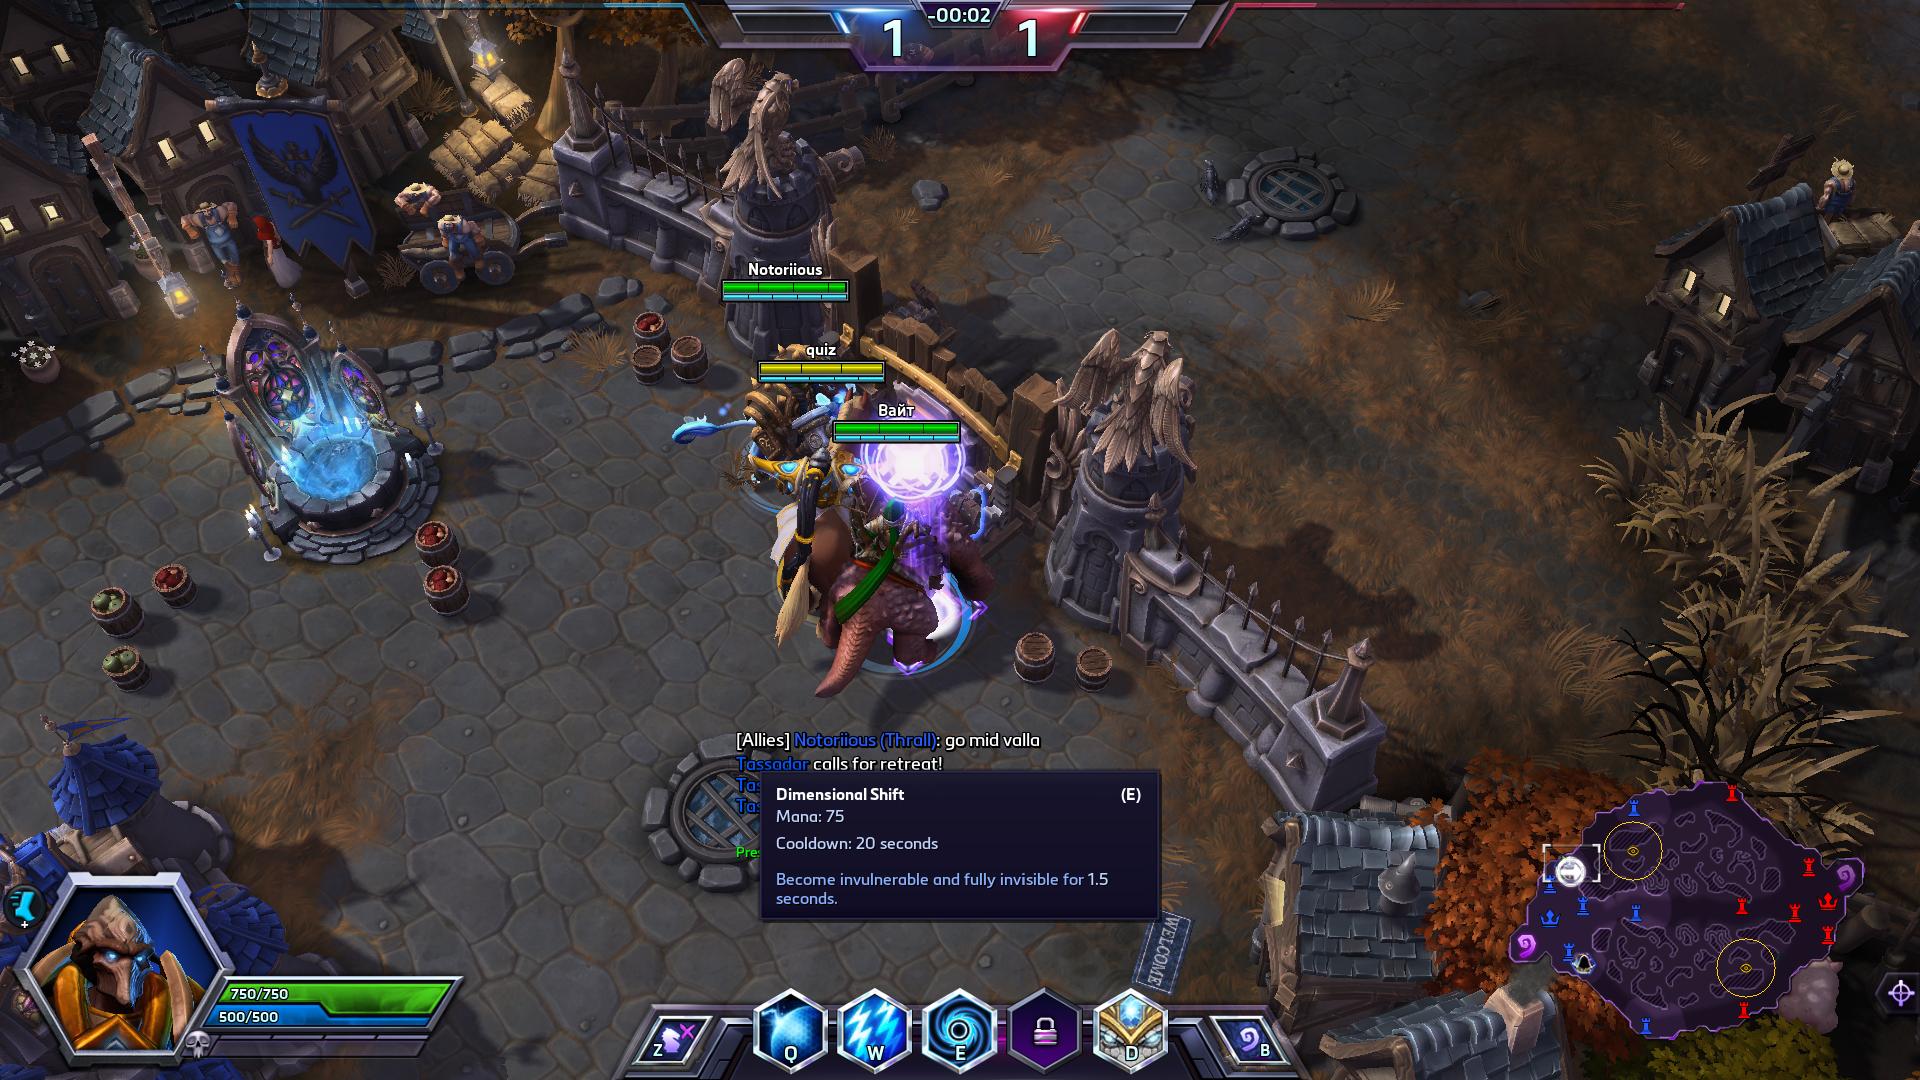 -00:02
1
1
Notoriious
quiz
Вайт
[Allies] Notoriious (Thrall): go mid valla
Tassadar calls for retreat!
Dimensional Shift (E)
Mana: 75
Cooldown: 20 seconds
Become invulnerable and fully invisible for 1.5
seconds.
WELCOME
750/750
500/500
Z
Q
W
E
D
B